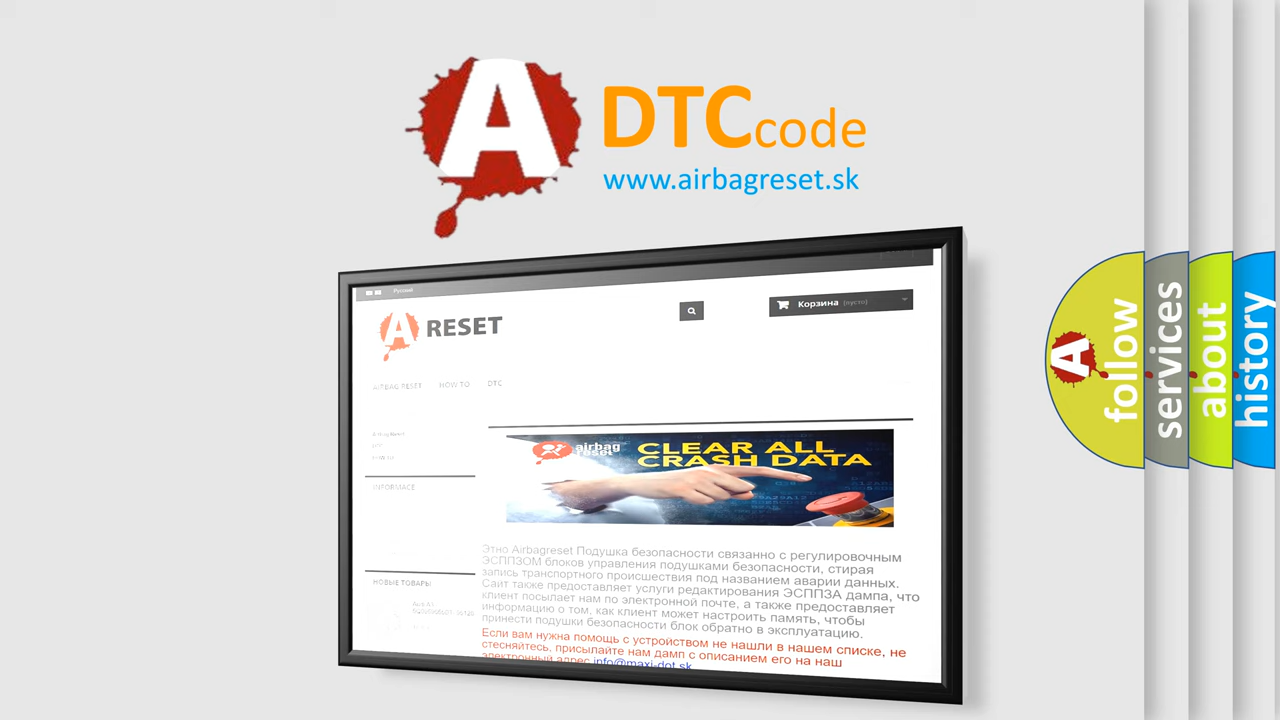 A
DTC code
www.airbagreset.sk
Русский
Корзина (пусто)
A RESET
AIRBAG RESET HOW TO DTC
INFORMACE
НОВЫЕ ТОВАРЫ
airbag
reset
CLEAR ALL
CRASH DATA
Этно Airbagreset Подушка безопасности связанно с регулировочным
ЭСППЗОМ блоков управления подушками безопасности, стирая
запись транспортного происшествия под названием аварии данных.
Сайт также предоставляет услуги редактирования ЭСППЗА дампа, что
клиент посылает нам по электронной почте, а также предоставляет
информацию о том, как клиент может настроить память, чтобы
принести подушки безопасности блок обратно в эксплуатацию.
Если вам нужна помощь с устройством не нашли в нашем списке, не
стесняйтесь, присылайте нам дамп с описанием его на наш
электронный адрес info@maxi-dot.sk
A
follow
services
about
history